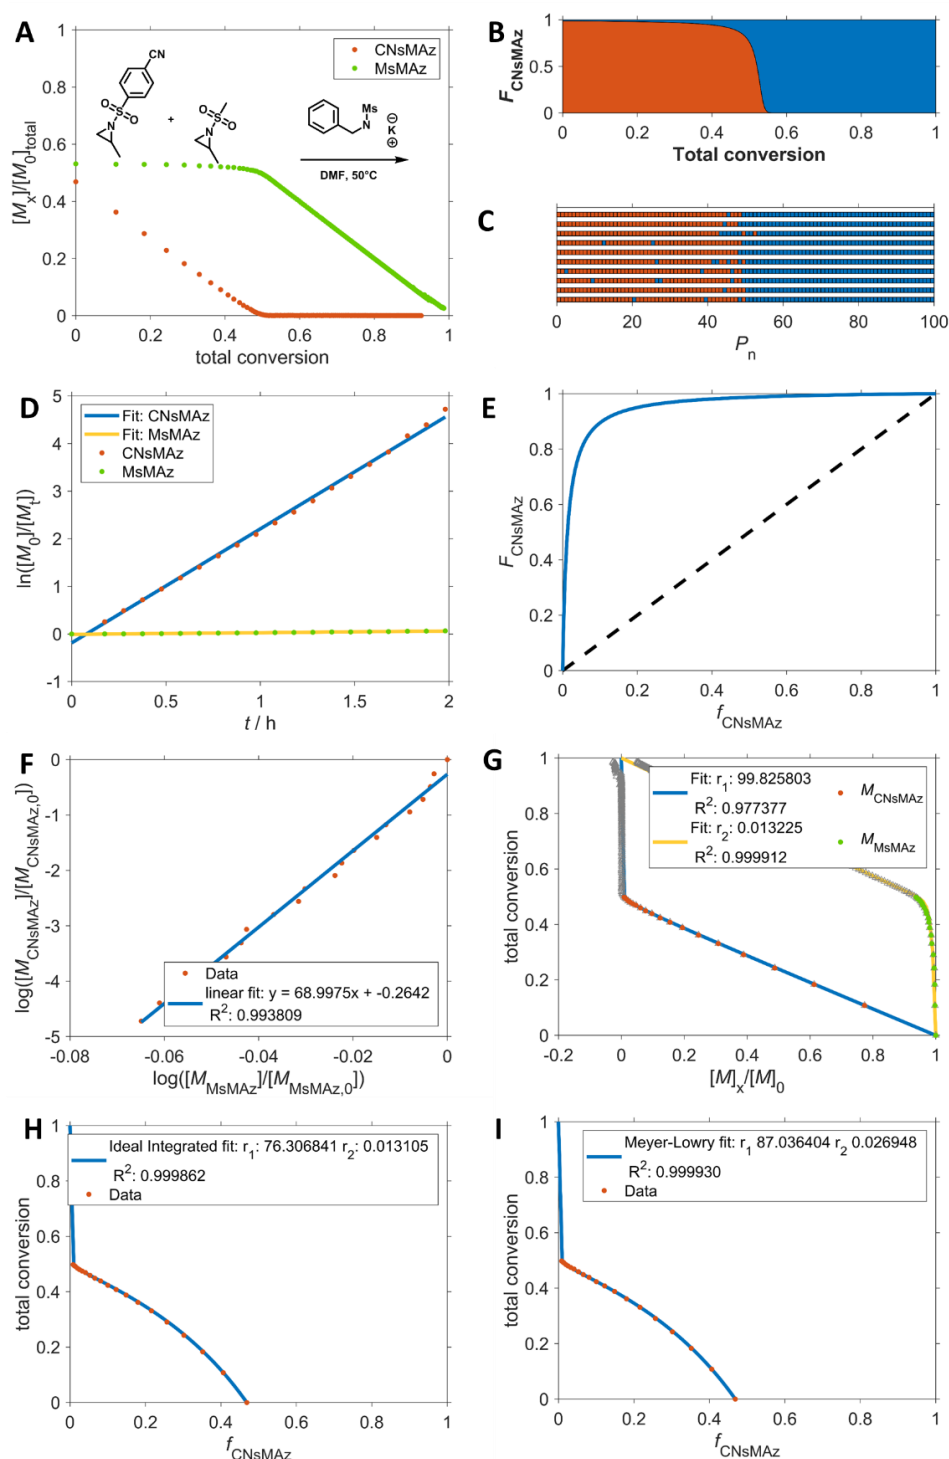 A
1
CNsMAz
MsMAz
CN
O
S
O
N
+
O
S
O
N
Ms
N
⊖
K
⊕
DMF, 50°C
[Mx]/[M0]total
0.8
0.6
0.4
0.2
0
0 0.2 0.4 0.6 0.8 1
total conversion
B
FCNsMAz
1
0.5
0
0 0.2 0.4 0.6 0.8 1
Total conversion
C
0 20 40 60 80 100
Pn
D
ln([M0]/[Mt])
5
4
3
2
1
0
-1
Fit: CNsMAz
Fit: MsMAz
CNsMAz
MsMAz
0 0.5 1 1.5 2
t / h
E
FCNsMAz
1
0.8
0.6
0.4
0.2
0
0 0.2 0.4 0.6 0.8 1
fCNsMAz
F
log([MCNsMAz]/[MCNsMAz,0])
0
-1
-2
-3
-4
-5
Data
linear fit: y = 68.9975x + -0.2642
R2: 0.993809
-0.08 -0.06 -0.04 -0.02 0
log([MMsMAz]/[MMsMAz,0])
G
total conversion
1
0.8
0.6
0.4
0.2
0
Fit: r1: 99.825803
R2: 0.977377
Fit: r2: 0.013225
R2: 0.999912
MCNsMAz
MMsMAz
-0.2 0 0.2 0.4 0.6 0.8 1
[M]x/[M]0
H
total conversion
1
0.8
0.6
0.4
0.2
0
Ideal Integrated fit: r1: 76.306841 r2: 0.013105
R2: 0.999862
Data
0 0.2 0.4 0.6 0.8 1
fCNsMAz
I
total conversion
1
0.8
0.6
0.4
0.2
0
Meyer-Lowry fit: r1 87.036404 r2 0.026948
R2: 0.999930
Data
0 0.2 0.4 0.6 0.8 1
fCNsMAz